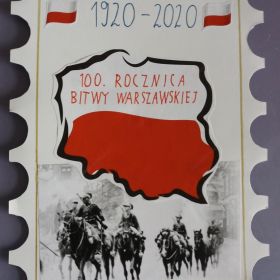 1920-2020
100. ROCZNICA
BITWY WARSZAWSKIEJ